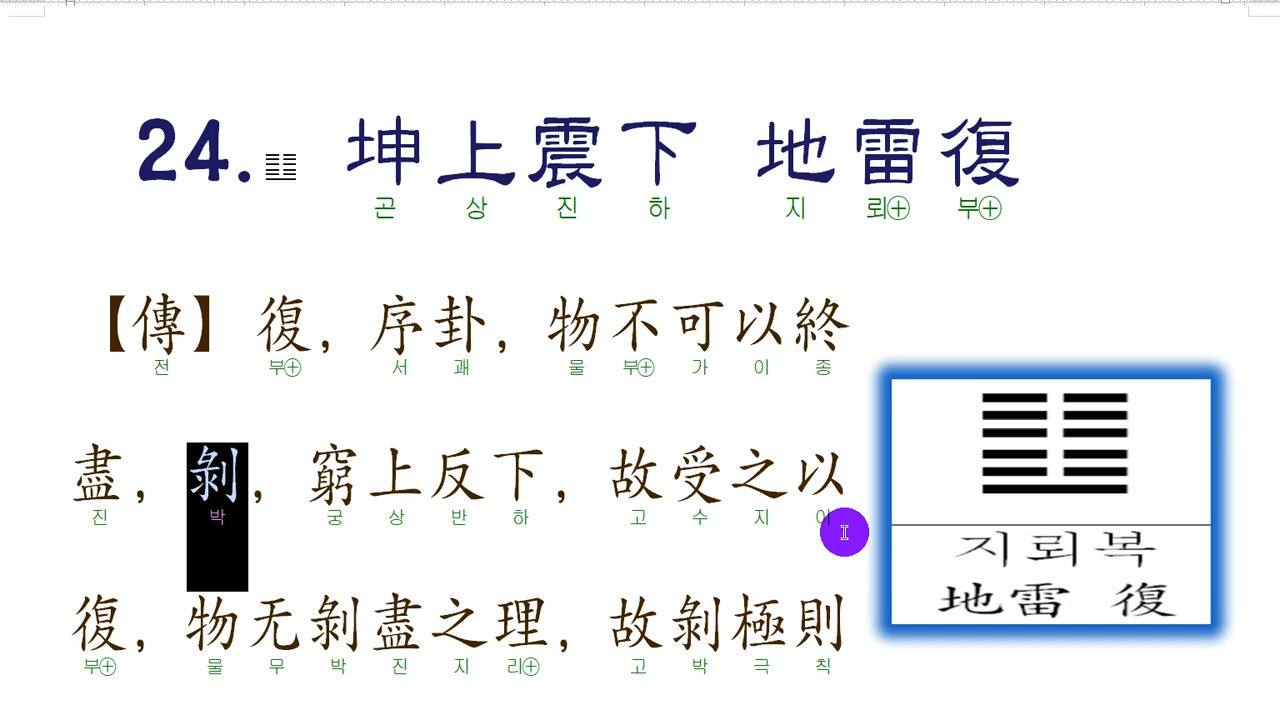 24. ䷁ 坤上震下 地雷復
곤 상 진 하 지 뢰㊉ 부㊉
【傳】 復, 序卦, 物不可以終
전 부㊉ 서 괘 물 부㊉ 가 이 종
盡, 剝, 窮上反下, 故受之以
진 박 궁 상 반 하 고 수 지 이
復, 物无剝盡之理, 故剝極則
부㊉ 물 무 박 진 지 리㊉ 고 박 극 칙
지뢰복
地雷 復